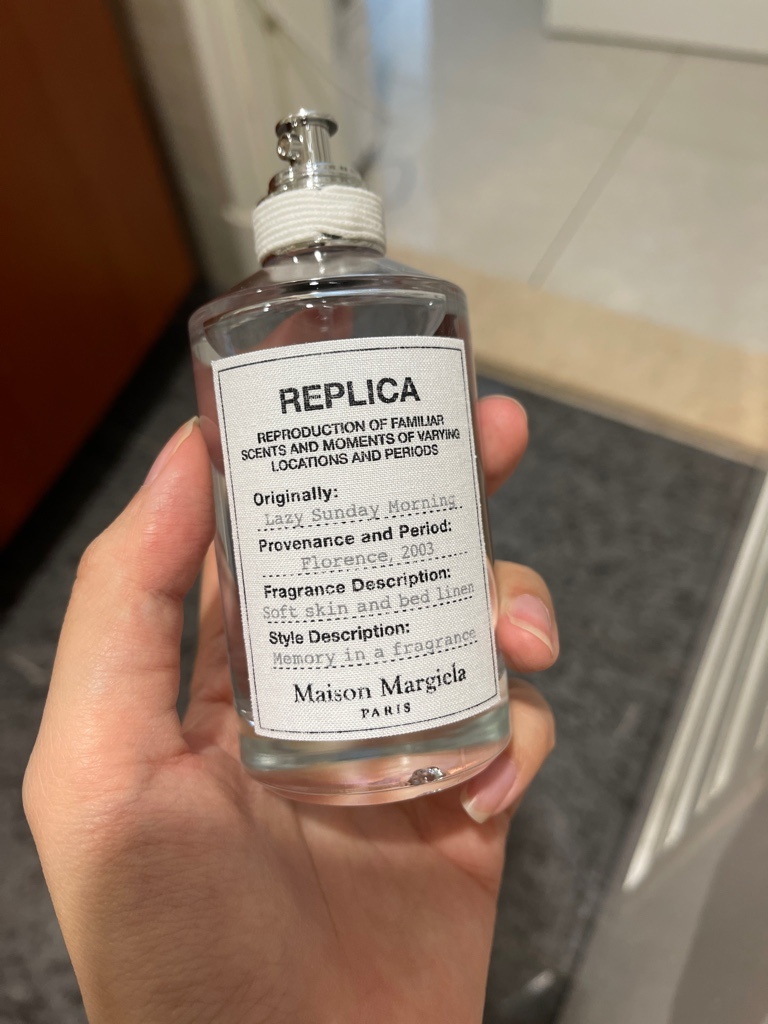 REPLICA
REPRODUCTION OF FAMILIAR
SCENTS AND MOMENTS OF VARYING
LOCATIONS AND PERIODS
Originally:
Lazy Sunday Morning
Provenance and Period:
Florence, 2003
Fragrance Description:
Soft skin and bed linen
Style Description:
Memory in a fragrance
Maison Margiela
PARIS